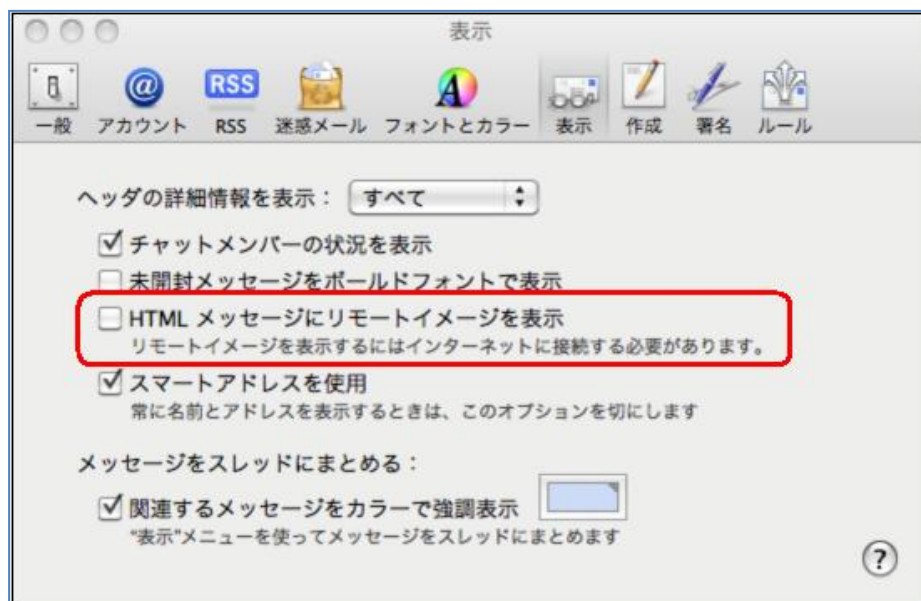 表示
一般 アカウント RSS 迷惑メール フォントとカラー 表示 作成 署名 ルール
ヘッダの詳細情報を表示： すべて
チャットメンバーの状況を表示
未開封メッセージをボールドフォントで表示
HTML メッセージにリモートイメージを表示
リモートイメージを表示するにはインターネットに接続する必要があります。
スマートアドレスを使用
常に名前とアドレスを表示するときは、このオプションを切にします
メッセージをスレッドにまとめる：
関連するメッセージをカラーで強調表示
“表示”メニューを使ってメッセージをスレッドにまとめます
?